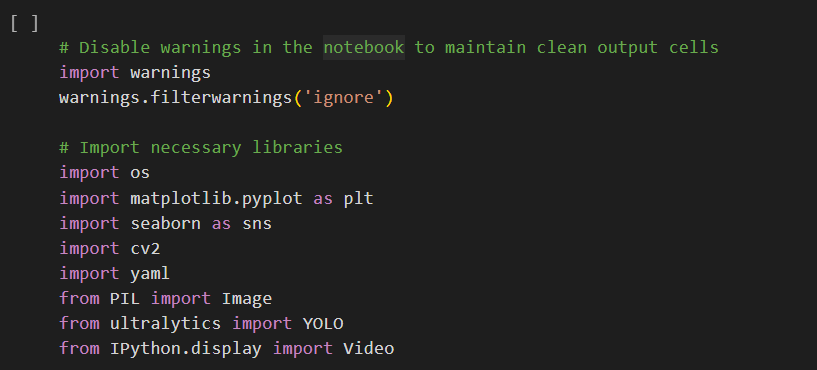 [ ]
# Disable warnings in the notebook to maintain clean output cells
import warnings
warnings.filterwarnings('ignore')
# Import necessary libraries
import os
import matplotlib.pyplot as plt
import seaborn as sns
import cv2
import yaml
from PIL import Image
from ultralytics import YOLO
from IPython.display import Video